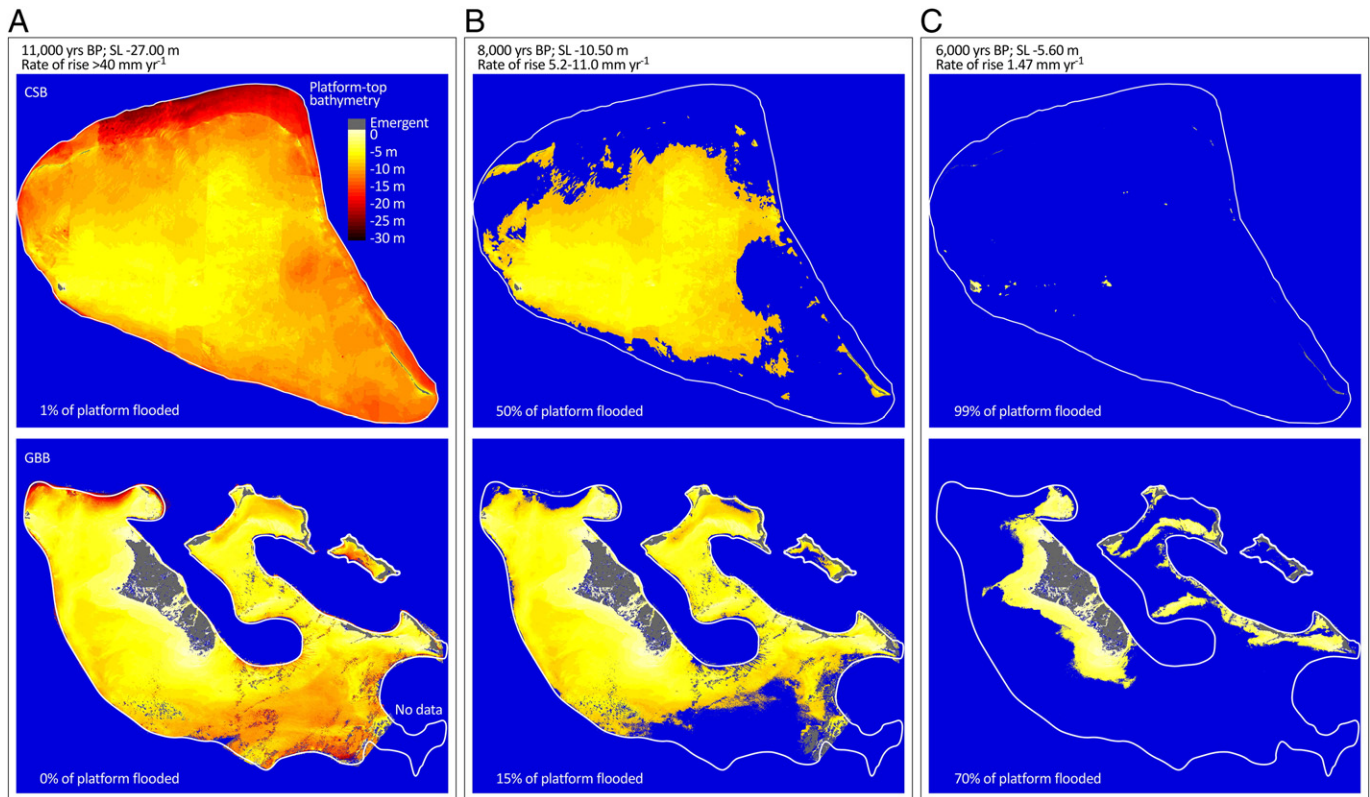 A
11,000 yrs BP; SL -27.00 m
Rate of rise >40 mm yr-1
CSB
Platform-top
bathymetry
Emergent
0
-5 m
-10 m
-15 m
-20 m
-25 m
-30 m
1% of platform flooded
GBB
No data
0% of platform flooded
B
8,000 yrs BP; SL -10.50 m
Rate of rise 5.2-11.0 mm yr-1
50% of platform flooded
15% of platform flooded
C
6,000 yrs BP; SL -5.60 m
Rate of rise 1.47 mm yr-1
99% of platform flooded
70% of platform flooded